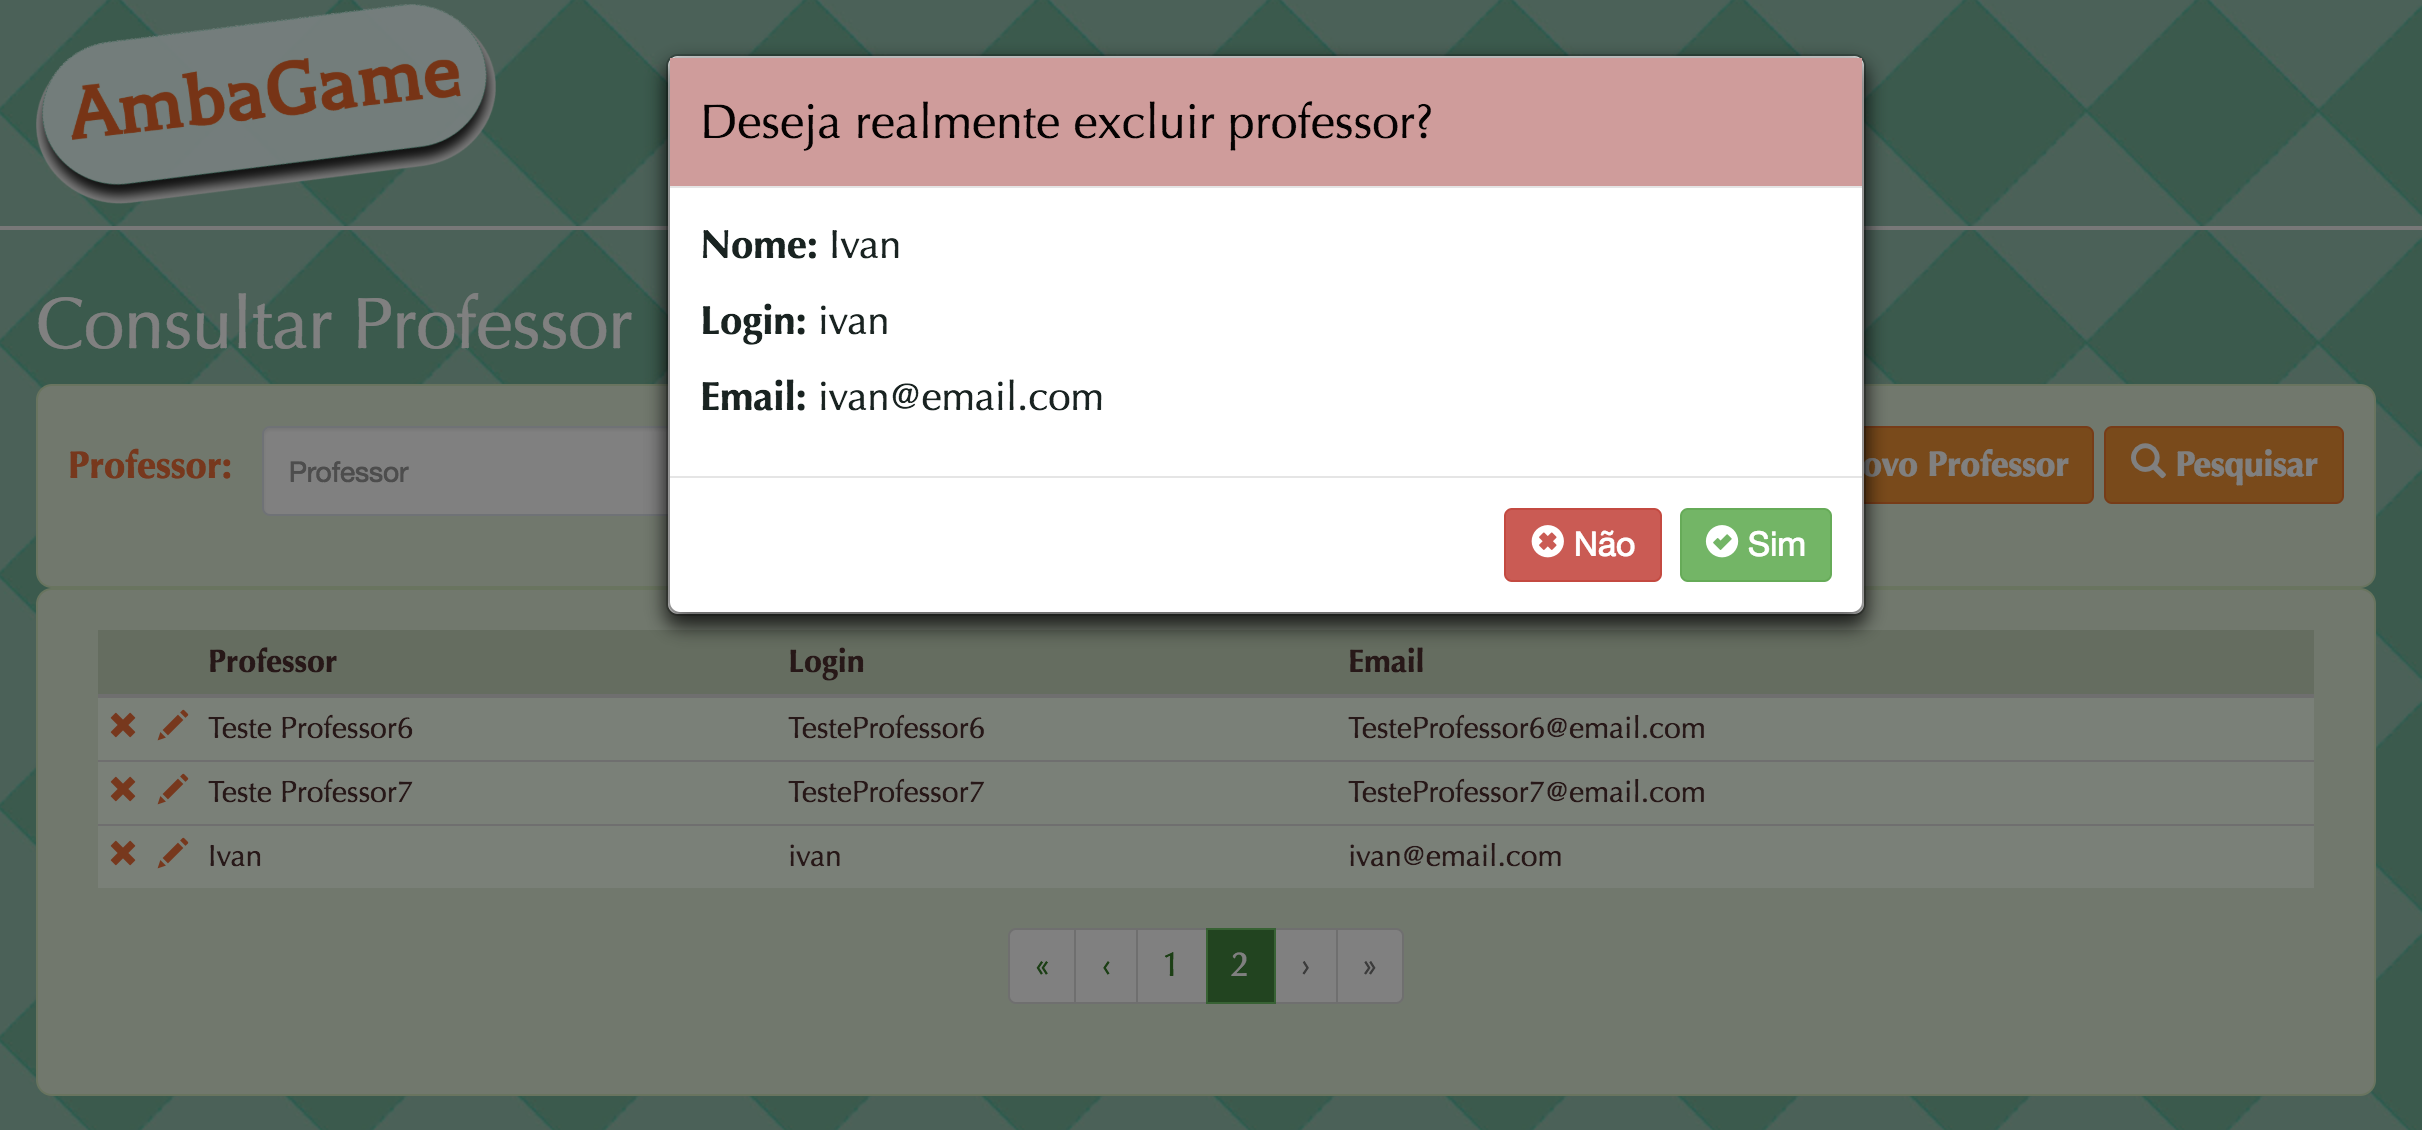 AmbaGame
Deseja realmente excluir professor?
Nome: Ivan
Login: ivan
Email: ivan@email.com
Não Sim
Consultar Professor
Professor: Professor ovo Professor Pesquisar
Professor Login Email
Teste Professor6 TesteProfessor6 TesteProfessor6@email.com
Teste Professor7 TesteProfessor7 TesteProfessor7@email.com
Ivan ivan ivan@email.com
« ‹ 1 2 › »